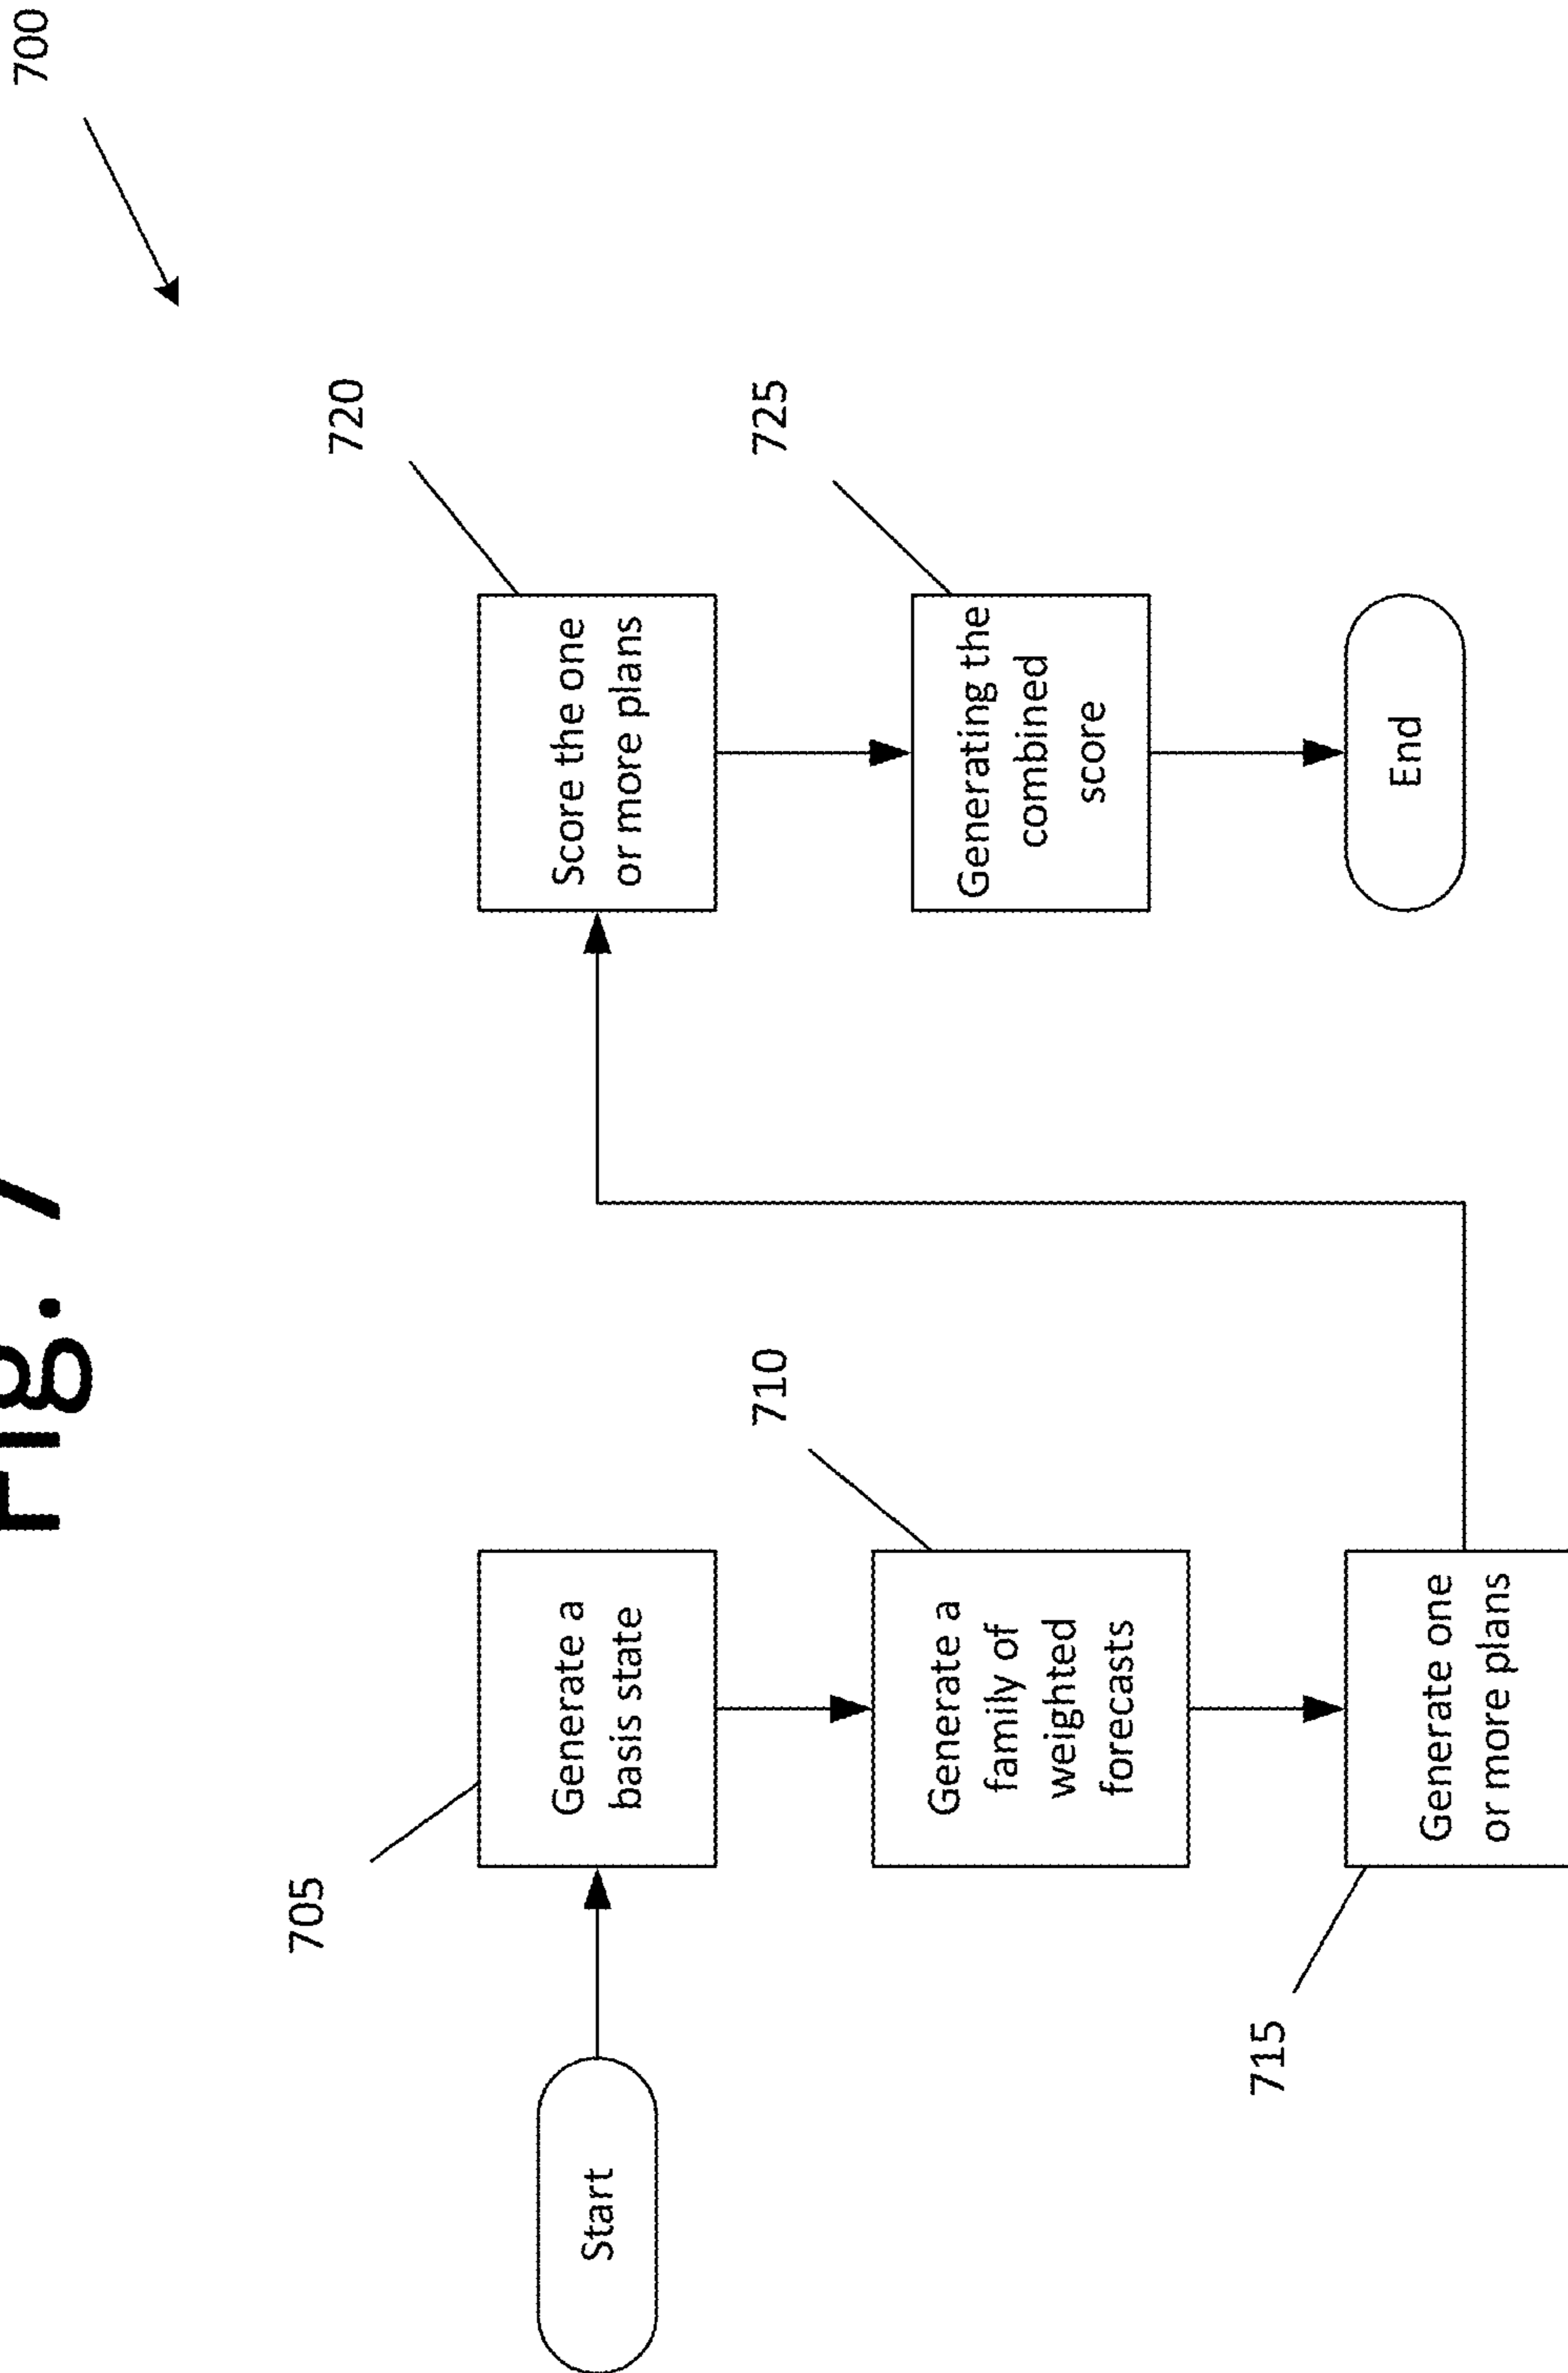 Fig. 7
700
Start
705
Generate a
basis state
710
Generate a
family of
weighted
forecasts
715
Generate one
or more plans
720
Score the one
or more plans
725
Generating the
combined
score
End